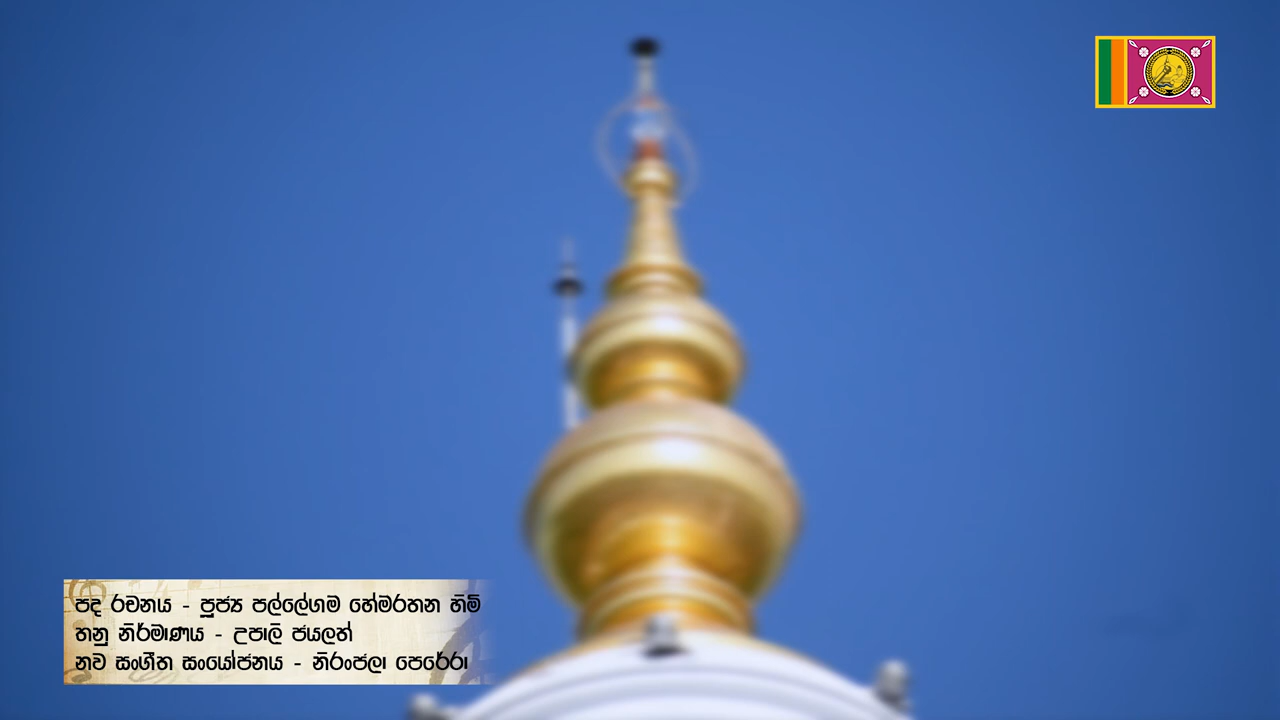 පද රචනය - පූජ්‍ය පල්ලේගම හේමරතන හිමි
තනු නිර්මාණය - උපාලි ජයලත්
නව සංගීත සංයෝජනය - නිරංජලා පෙරේරා